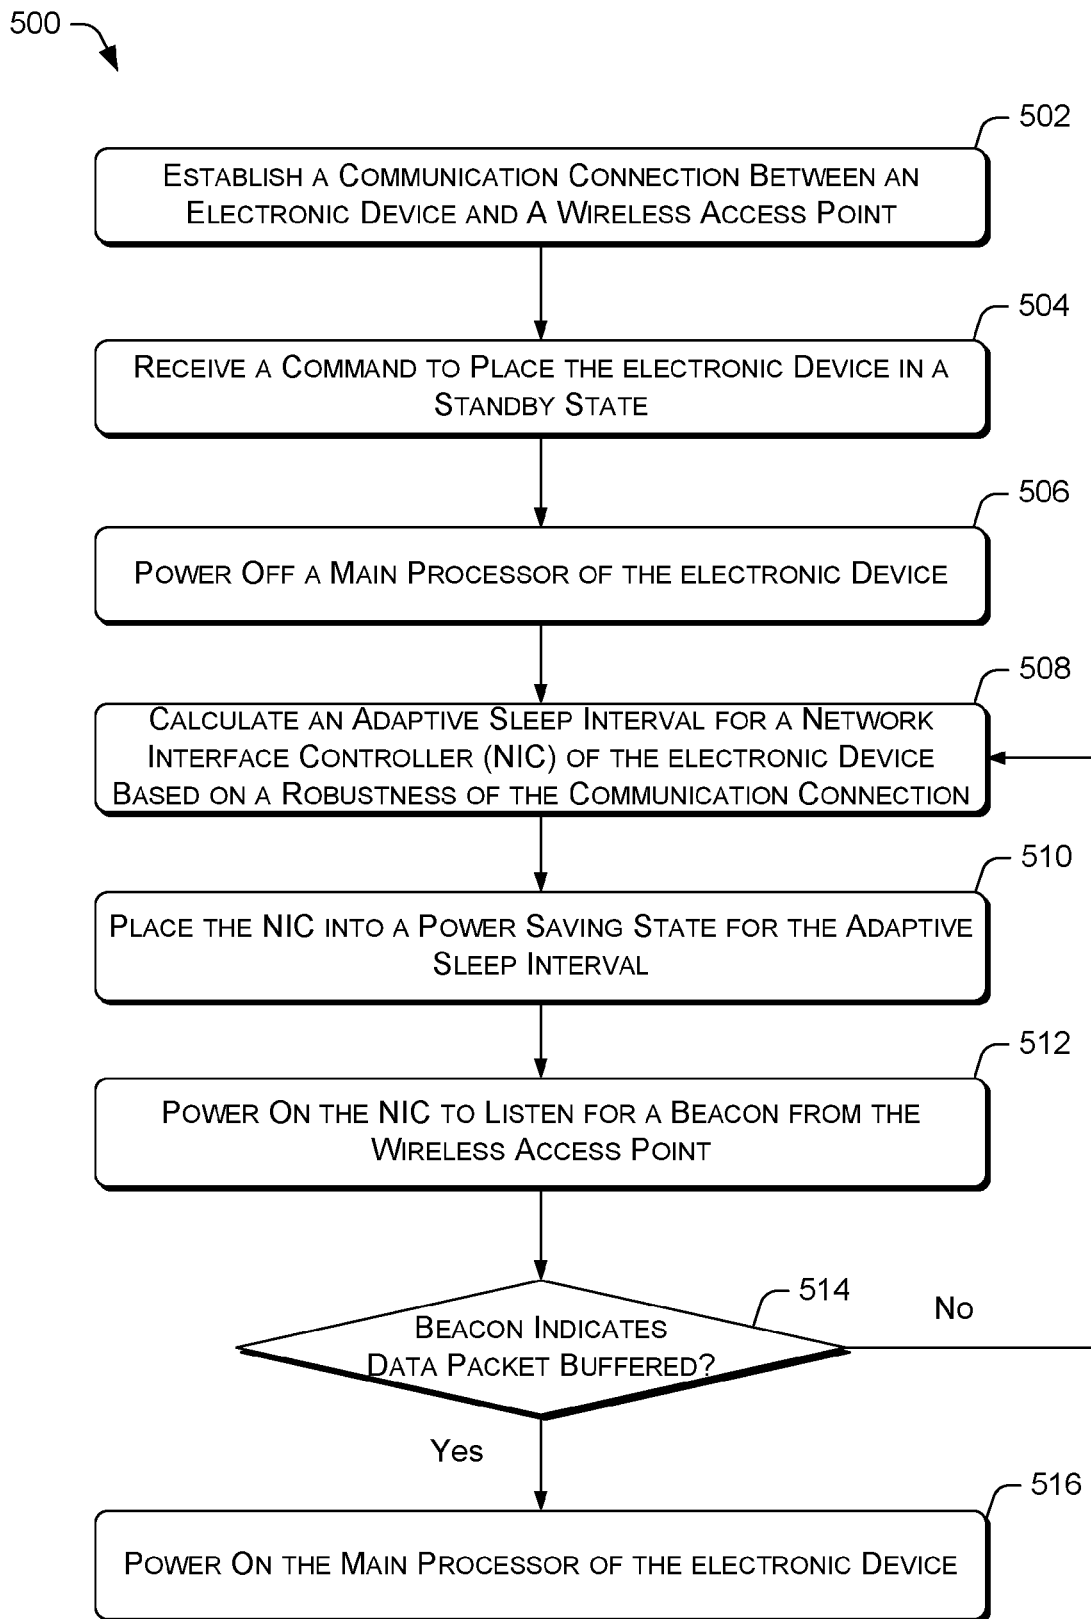 500
502
ESTABLISH A COMMUNICATION CONNECTION BETWEEN AN
ELECTRONIC DEVICE AND A WIRELESS ACCESS POINT
504
RECEIVE A COMMAND TO PLACE THE ELECTRONIC DEVICE IN A
STANDBY STATE
506
POWER OFF A MAIN PROCESSOR OF THE ELECTRONIC DEVICE
508
CALCULATE AN ADAPTIVE SLEEP INTERVAL FOR A NETWORK
INTERFACE CONTROLLER (NIC) OF THE ELECTRONIC DEVICE
BASED ON A ROBUSTNESS OF THE COMMUNICATION CONNECTION
510
PLACE THE NIC INTO A POWER SAVING STATE FOR THE ADAPTIVE
SLEEP INTERVAL
512
POWER ON THE NIC TO LISTEN FOR A BEACON FROM THE
WIRELESS ACCESS POINT
514
No
BEACON INDICATES
DATA PACKET BUFFERED?
Yes
516
POWER ON THE MAIN PROCESSOR OF THE ELECTRONIC DEVICE